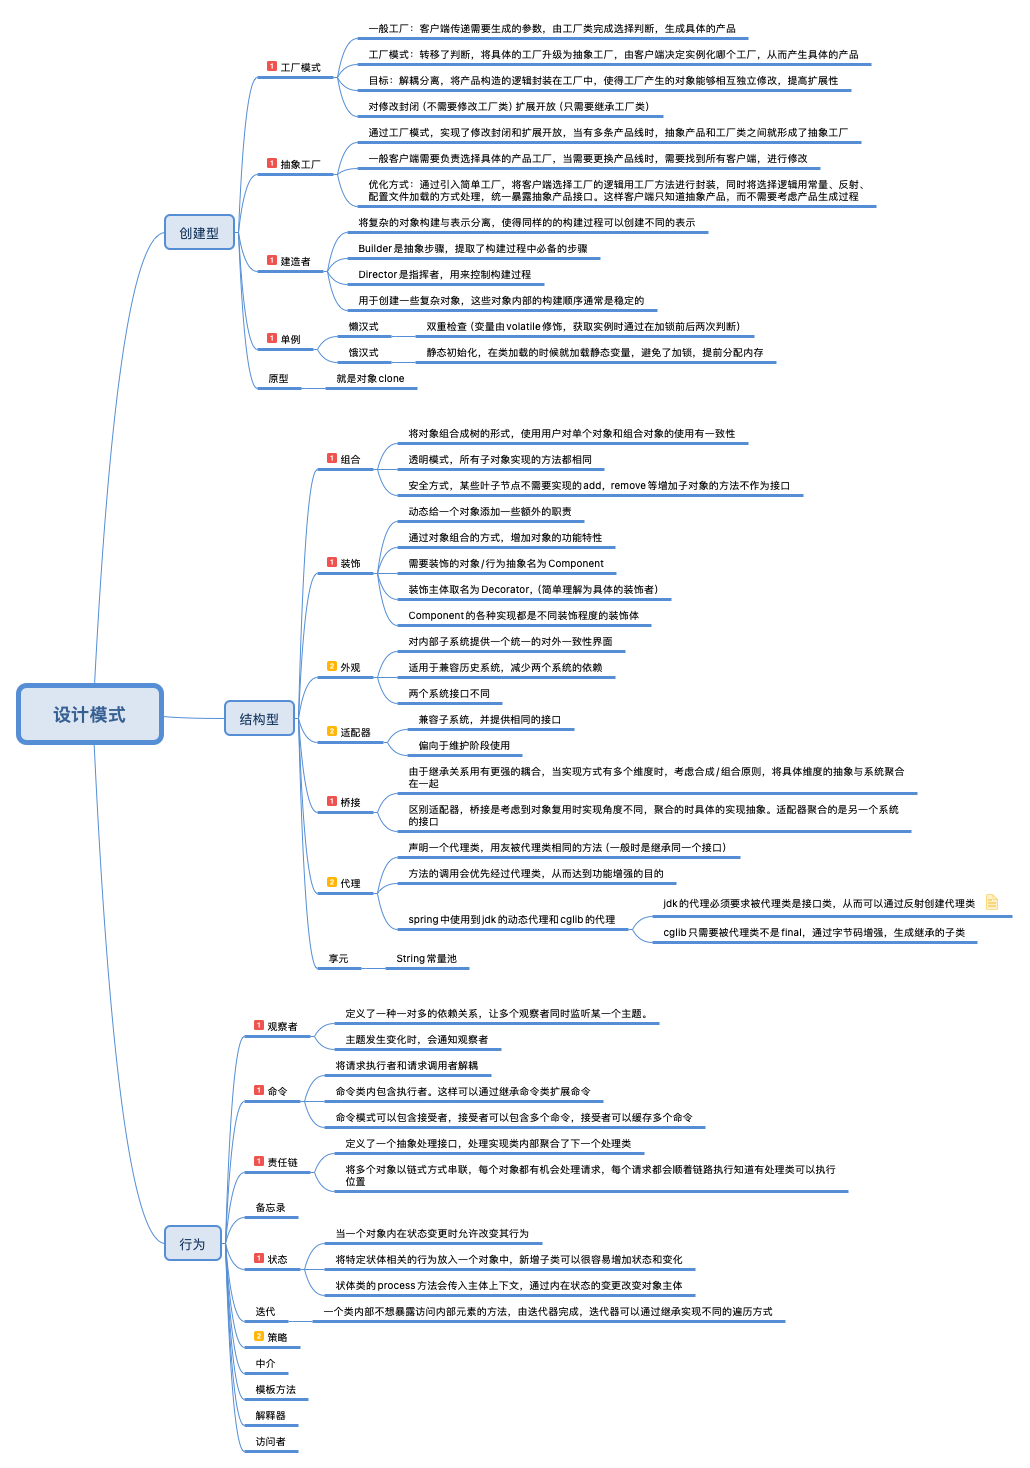 设计模式
创建型
1 工厂模式
一般工厂：客户端传递需要生成的参数，由工厂类完成选择判断，生成具体的产品
工厂模式：转移了判断，将具体的工厂升级为抽象工厂，由客户端决定实例化哪个工厂，从而产生具体的产品
目标：解耦分离，将产品构造的逻辑封装在工厂中，使得工厂产生的对象能够相互独立修改，提高扩展性
对修改封闭（不需要修改工厂类）扩展开放（只需要继承工厂类）
1 抽象工厂
通过工厂模式，实现了修改封闭和扩展开放，当有多条产品线时，抽象产品和工厂类之间就形成了抽象工厂
一般客户端需要负责选择具体的产品工厂，当需要更换产品线时，需要找到所有客户端，进行修改
优化方式：通过引入简单工厂，将客户端选择工厂的逻辑用工厂方法进行封装，同时将选择逻辑用常量、反射、
配置文件加载的方式处理，统一暴露抽象产品接口。这样客户端只知道抽象产品，而不需要考虑产品生成过程
1 建造者
将复杂的对象构建与表示分离，使得同样的的构建过程可以创建不同的表示
Builder是抽象步骤，提取了构建过程中必备的步骤
Director是指挥者，用来控制构建过程
用于创建一些复杂对象，这些对象内部的构建顺序通常是稳定的
1 单例
懒汉式
双重检查（变量由volatile修饰，获取实例时通过在加锁前后两次判断）
饿汉式
静态初始化，在类加载的时候就加载静态变量，避免了加锁，提前分配内存
原型
就是对象clone
结构型
1 组合
将对象组合成树的形式，使用用户对单个对象和组合对象的使用有一致性
透明模式，所有子对象实现的方法都相同
安全方式，某些叶子节点不需要实现的add，remove等增加子对象的方法不作为接口
1 装饰
动态给一个对象添加一些额外的职责
通过对象组合的方式，增加对象的功能特性
需要装饰的对象/行为抽象名为Component
装饰主体取名为Decorator，（简单理解为具体的装饰者）
Component的各种实现都是不同装饰程度的装饰体
2 外观
对内部子系统提供一个统一的对外一致性界面
适用于兼容历史系统，减少两个系统的依赖
两个系统接口不同
2 适配器
兼容子系统，并提供相同的接口
偏向于维护阶段使用
1 桥接
由于继承关系用有更强的耦合，当实现方式有多个维度时，考虑合成/组合原则，将具体维度的抽象与系统聚合
在一起
区别适配器，桥接是考虑到对象复用时实现角度不同，聚合的时具体的实现抽象。适配器聚合的是另一个系统
的接口
2 代理
声明一个代理类，用友被代理类相同的方法（一般时是继承同一个接口）
方法的调用会优先经过代理类，从而达到功能增强的目的
spring中使用到jdk的动态代理和cglib的代理
jdk的代理必须要求被代理类是接口类，从而可以通过反射创建代理类
cglib只需要被代理类不是final，通过字节码增强，生成继承的子类
享元
String常量池
行为
1 观察者
定义了一种一对多的依赖关系，让多个观察者同时监听某一个主题。
主题发生变化时，会通知观察者
1 命令
将请求执行者和请求调用者解耦
命令类内包含执行者。这样可以通过继承命令类扩展命令
命令模式可以包含接受者，接受者可以包含多个命令，接受者可以缓存多个命令
1 责任链
定义了一个抽象处理接口，处理实现类内部聚合了下一个处理类
将多个对象以链式方式串联，每个对象都有机会处理请求，每个请求都会顺着链路执行知道有处理类可以执行
位置
备忘录
1 状态
当一个对象内在状态变更时允许改变其行为
将特定状体相关的行为放入一个对象中，新增子类可以很容易增加状态和变化
状体类的process方法会传入主体上下文，通过内在状态的变更改变对象主体
迭代
一个类内部不想暴露访问内部元素的方法，由迭代器完成，迭代器可以通过继承实现不同的遍历方式
2 策略
中介
模板方法
解释器
访问者